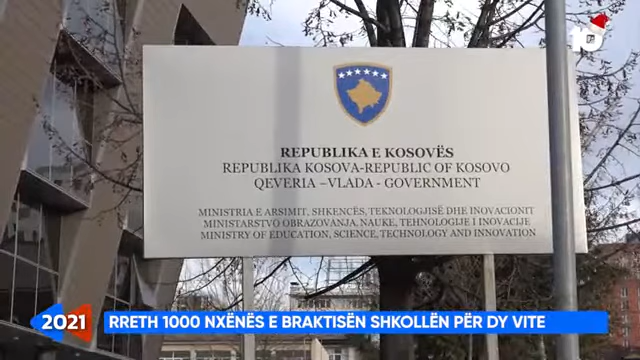 10
REPUBLIKA E KOSOVËS
REPUBLIKA KOSOVA-REPUBLIC OF KOSOVO
QEVERIA –VLADA - GOVERNMENT
MINISTRIA E ARSIMIT, SHKENCËS, TEKNOLOGJISË DHE INOVACIONIT
MINISTARSTVO OBRAZOVANJA, NAUKE, TEHNOLOGIJE I INOVACIJE
MINISTRY OF EDUCATION, SCIENCE, TECHNOLOGY AND INNOVATION
2021 RRETH 1000 NXËNËS E BRAKTISËN SHKOLLËN PËR DY VITE